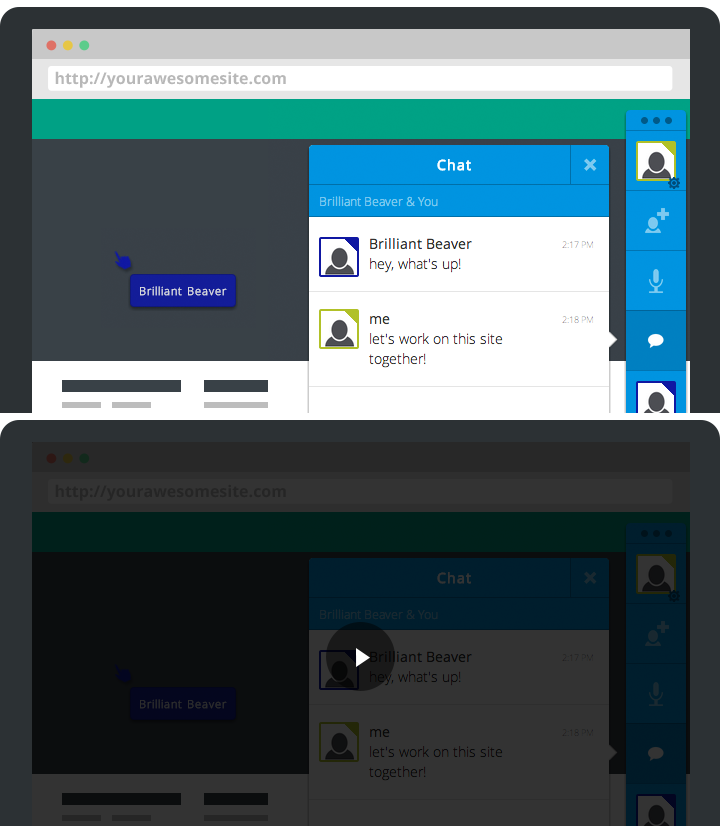 http://yourawesomesite.com
Chat
Brilliant Beaver & You
Brilliant Beaver
2:17 PM
hey, what's up!
Brilliant Beaver
me
2:18 PM
let's work on this site
together!
http://yourawesomesite.com
Chat
Brilliant Beaver & You
Brilliant Beaver
2:17 PM
hey, what's up!
Brilliant Beaver
me
2:18 PM
let's work on this site
together!